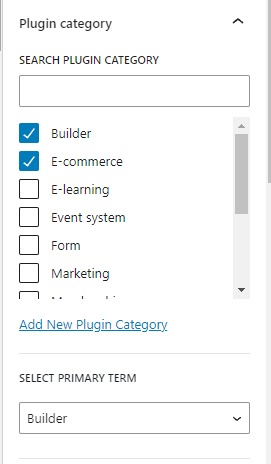 Plugin category
SEARCH PLUGIN CATEGORY
Builder
E-commerce
E-learning
Event system
Form
Marketing
Add New Plugin Category
SELECT PRIMARY TERM
Builder